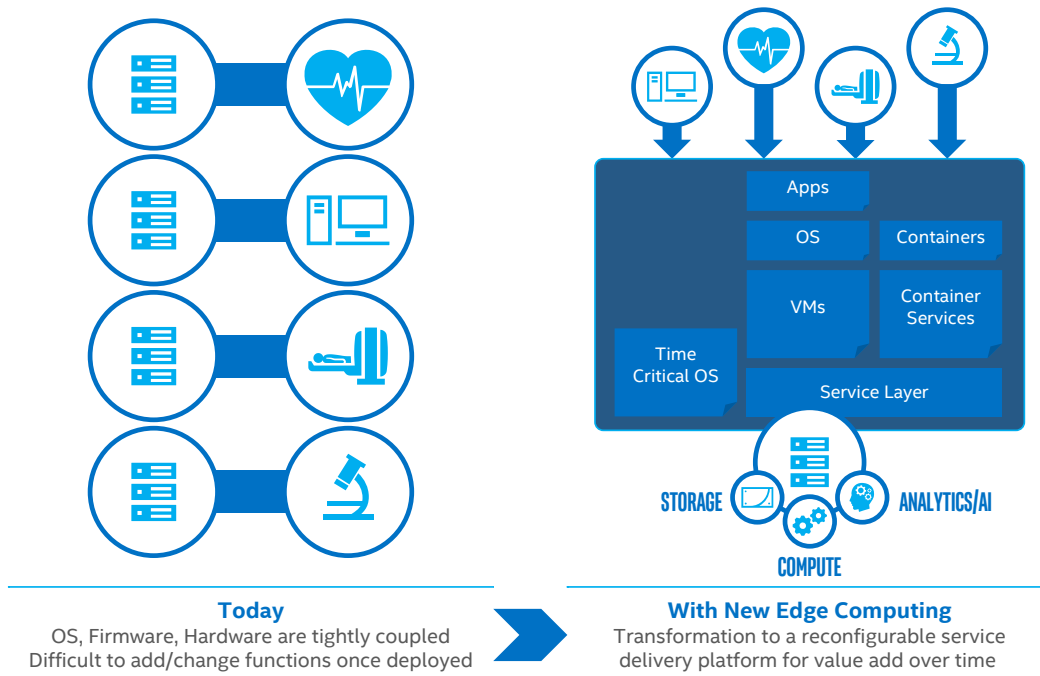 Apps
OS
Containers
VMs
Container
Services
Time
Critical OS
Service Layer
STORAGE
ANALYTICS/AI
COMPUTE
Today
OS, Firmware, Hardware are tightly coupled
Difficult to add/change functions once deployed
With New Edge Computing
Transformation to a reconfigurable service
delivery platform for value add over time